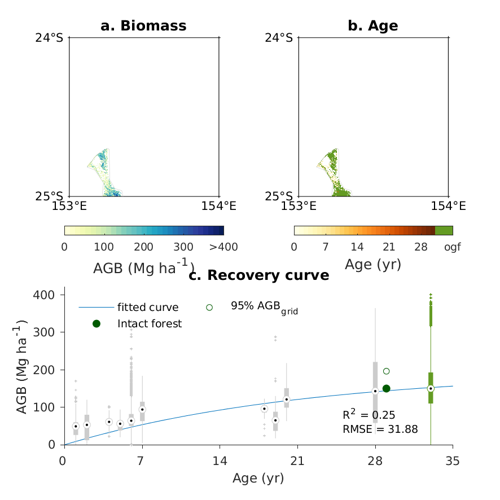 a. Biomass
b. Age
24°S
24°S
25°S
153°E
154°E
25°S
153°E
154°E
0 100 200 300 >400
0 7 14 21 28 ogf
AGB (Mg ha⁻¹)
Age (yr)
c. Recovery curve
fitted curve
95% AGB_grid
Intact forest
400
300
200
100
0
AGB (Mg ha⁻¹)
R² = 0.25
RMSE = 31.88
0 7 14 21 28 35
Age (yr)